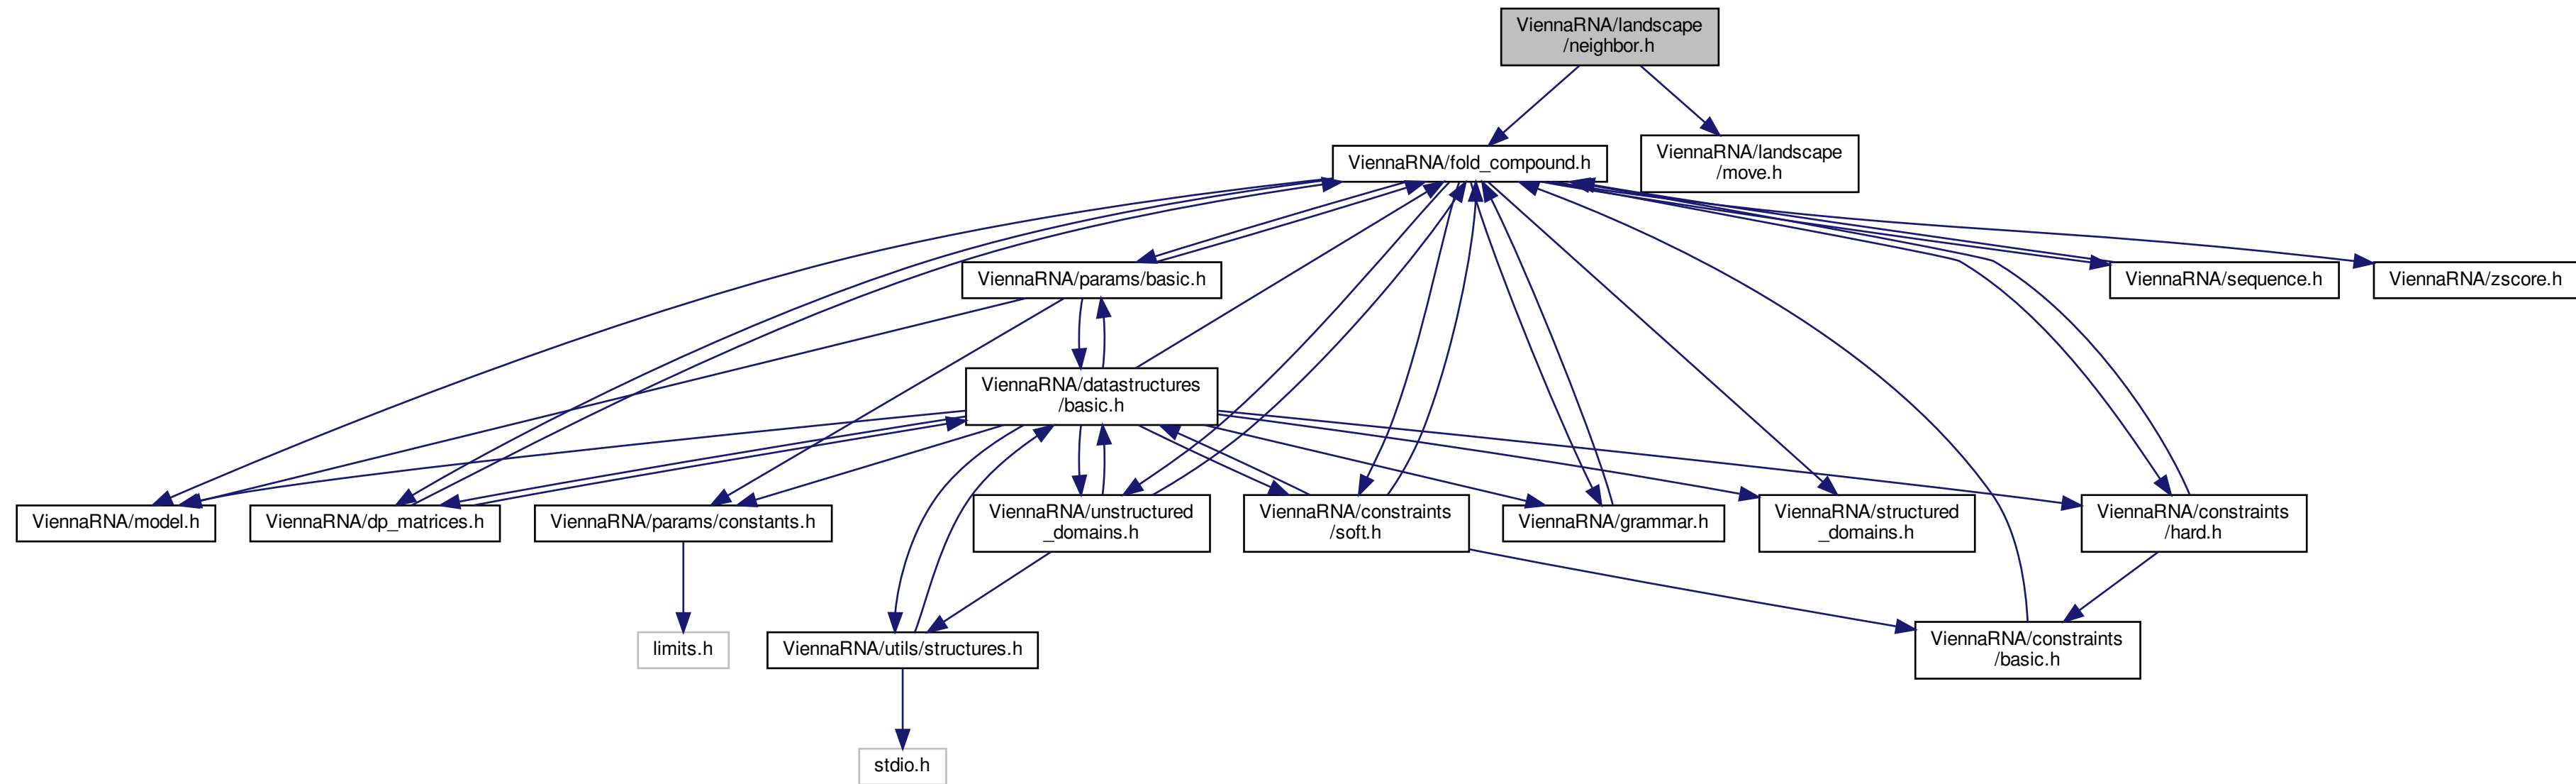 ViennaRNA/landscape
/neighbor.h
ViennaRNA/fold_compound.h
ViennaRNA/landscape
/move.h
ViennaRNA/params/basic.h
ViennaRNA/sequence.h
ViennaRNA/zscore.h
ViennaRNA/datastructures
/basic.h
ViennaRNA/model.h
ViennaRNA/dp_matrices.h
ViennaRNA/params/constants.h
ViennaRNA/unstructured
_domains.h
ViennaRNA/constraints
/soft.h
ViennaRNA/grammar.h
ViennaRNA/structured
_domains.h
ViennaRNA/constraints
/hard.h
limits.h
ViennaRNA/utils/structures.h
ViennaRNA/constraints
/basic.h
stdio.h